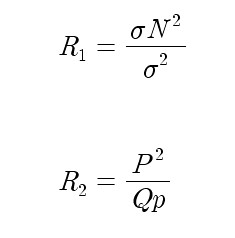 R₁ = σN² / σ²
R₂ = P² / Qp